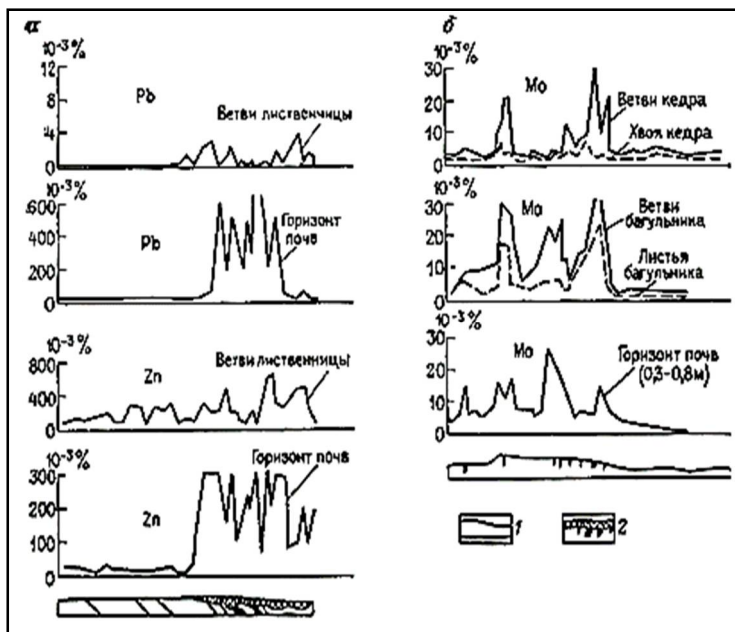 а
10⁻³%
12
8
4
0
Pb
Ветви лиственчицы
10⁻³%
600
400
200
0
Pb
Горизонт
почв
10⁻³%
800
400
0
Zn
Ветви лиственницы
10⁻³%
300
200
100
0
Zn
Горизонт почв
б
10⁻³%
30
20
10
0
Mo
Ветви кедра
Хвоя кедра
10⁻³%
30
20
10
0
Mo
Ветви
багульника
Листья
багульника
10⁻³%
30
20
10
0
Mo
Горизонт почв
(0,3-0,8м)
1
2